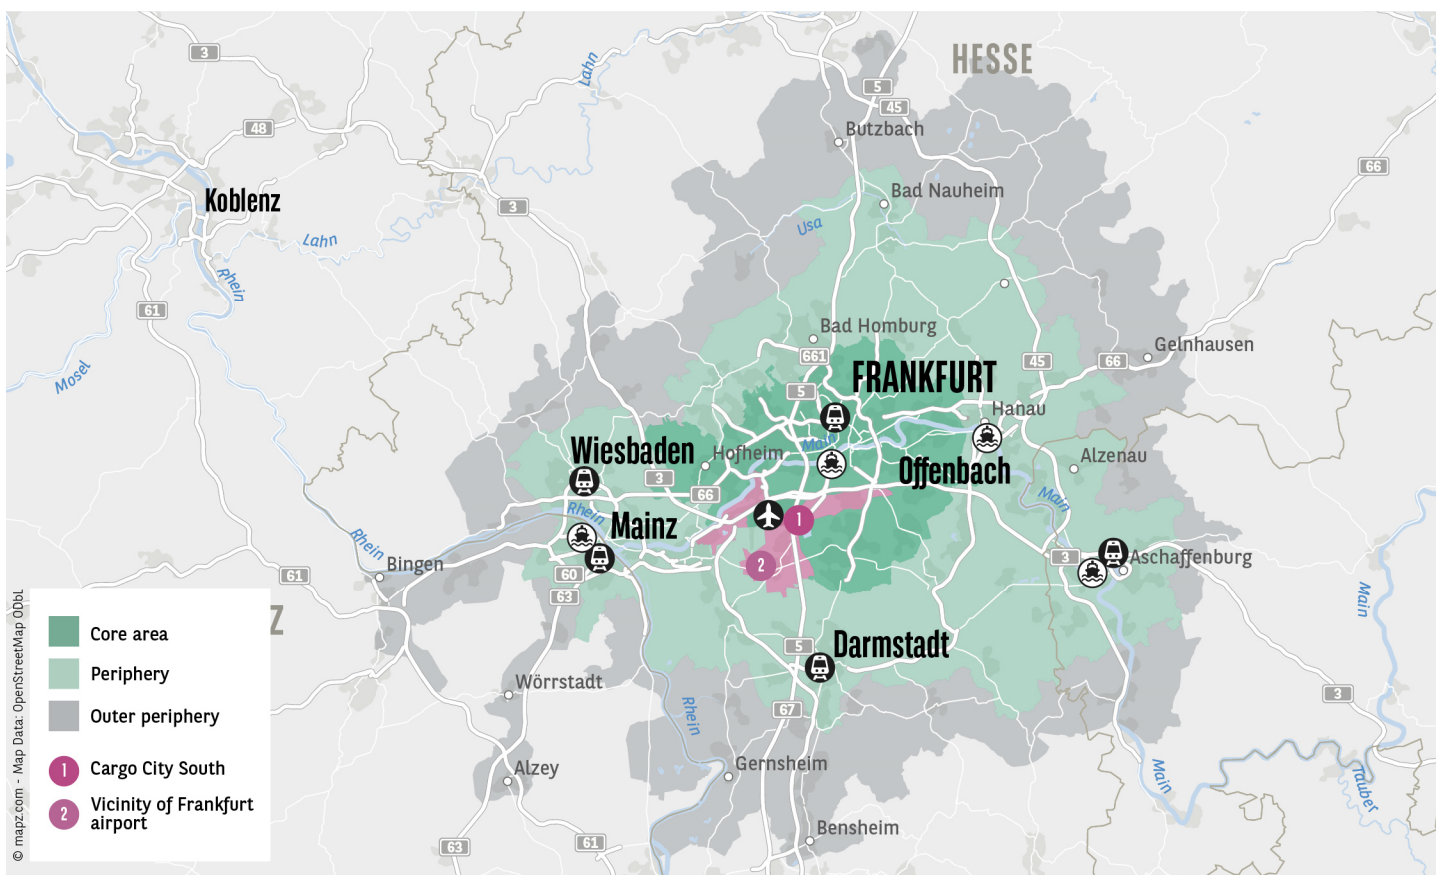 HESSE
3
5
45
Lahn
48
Butzbach
66
Koblenz
3
Bad Nauheim
Usa
Lahn
Rhein
61
Bad Homburg
661
FRANKFURT
45
66
Gelnhausen
Mosel
5
Hanau
Wiesbaden
Hofheim
Main
Offenbach
Alzenau
3
66
Main
Rhein
Mainz
1
Rhein
Bingen
2
3
Aschaffenburg
61
60
63
Main
Z
5
Darmstadt
Wörrstadt
Rhein
67
3
Alzey
Gernsheim
Main
Tauber
Bensheim
63
61
Core area
Periphery
Outer periphery
1 Cargo City South
2 Vicinity of Frankfurt
airport
© mapz.com - Map Data: OpenStreetMap ODbL